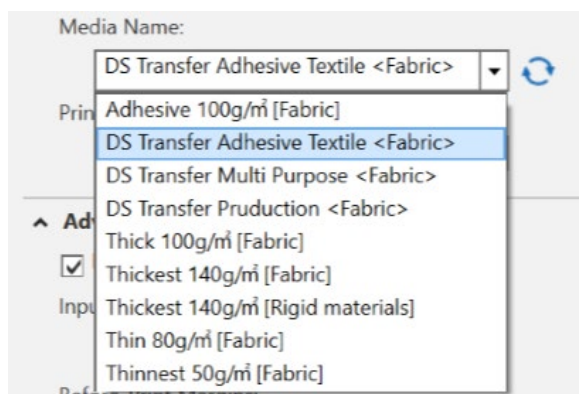 Media Name:
DS Transfer Adhesive Textile <Fabric>
Prin
Adhesive 100g/㎡ [Fabric]
DS Transfer Adhesive Textile <Fabric>
DS Transfer Multi Purpose <Fabric>
DS Transfer Pruduction <Fabric>
Ad
Thick 100g/㎡ [Fabric]
Thickest 140g/㎡ [Fabric]
Inpu
Thickest 140g/㎡ [Rigid materials]
Thin 80g/㎡ [Fabric]
Thinnest 50g/㎡ [Fabric]